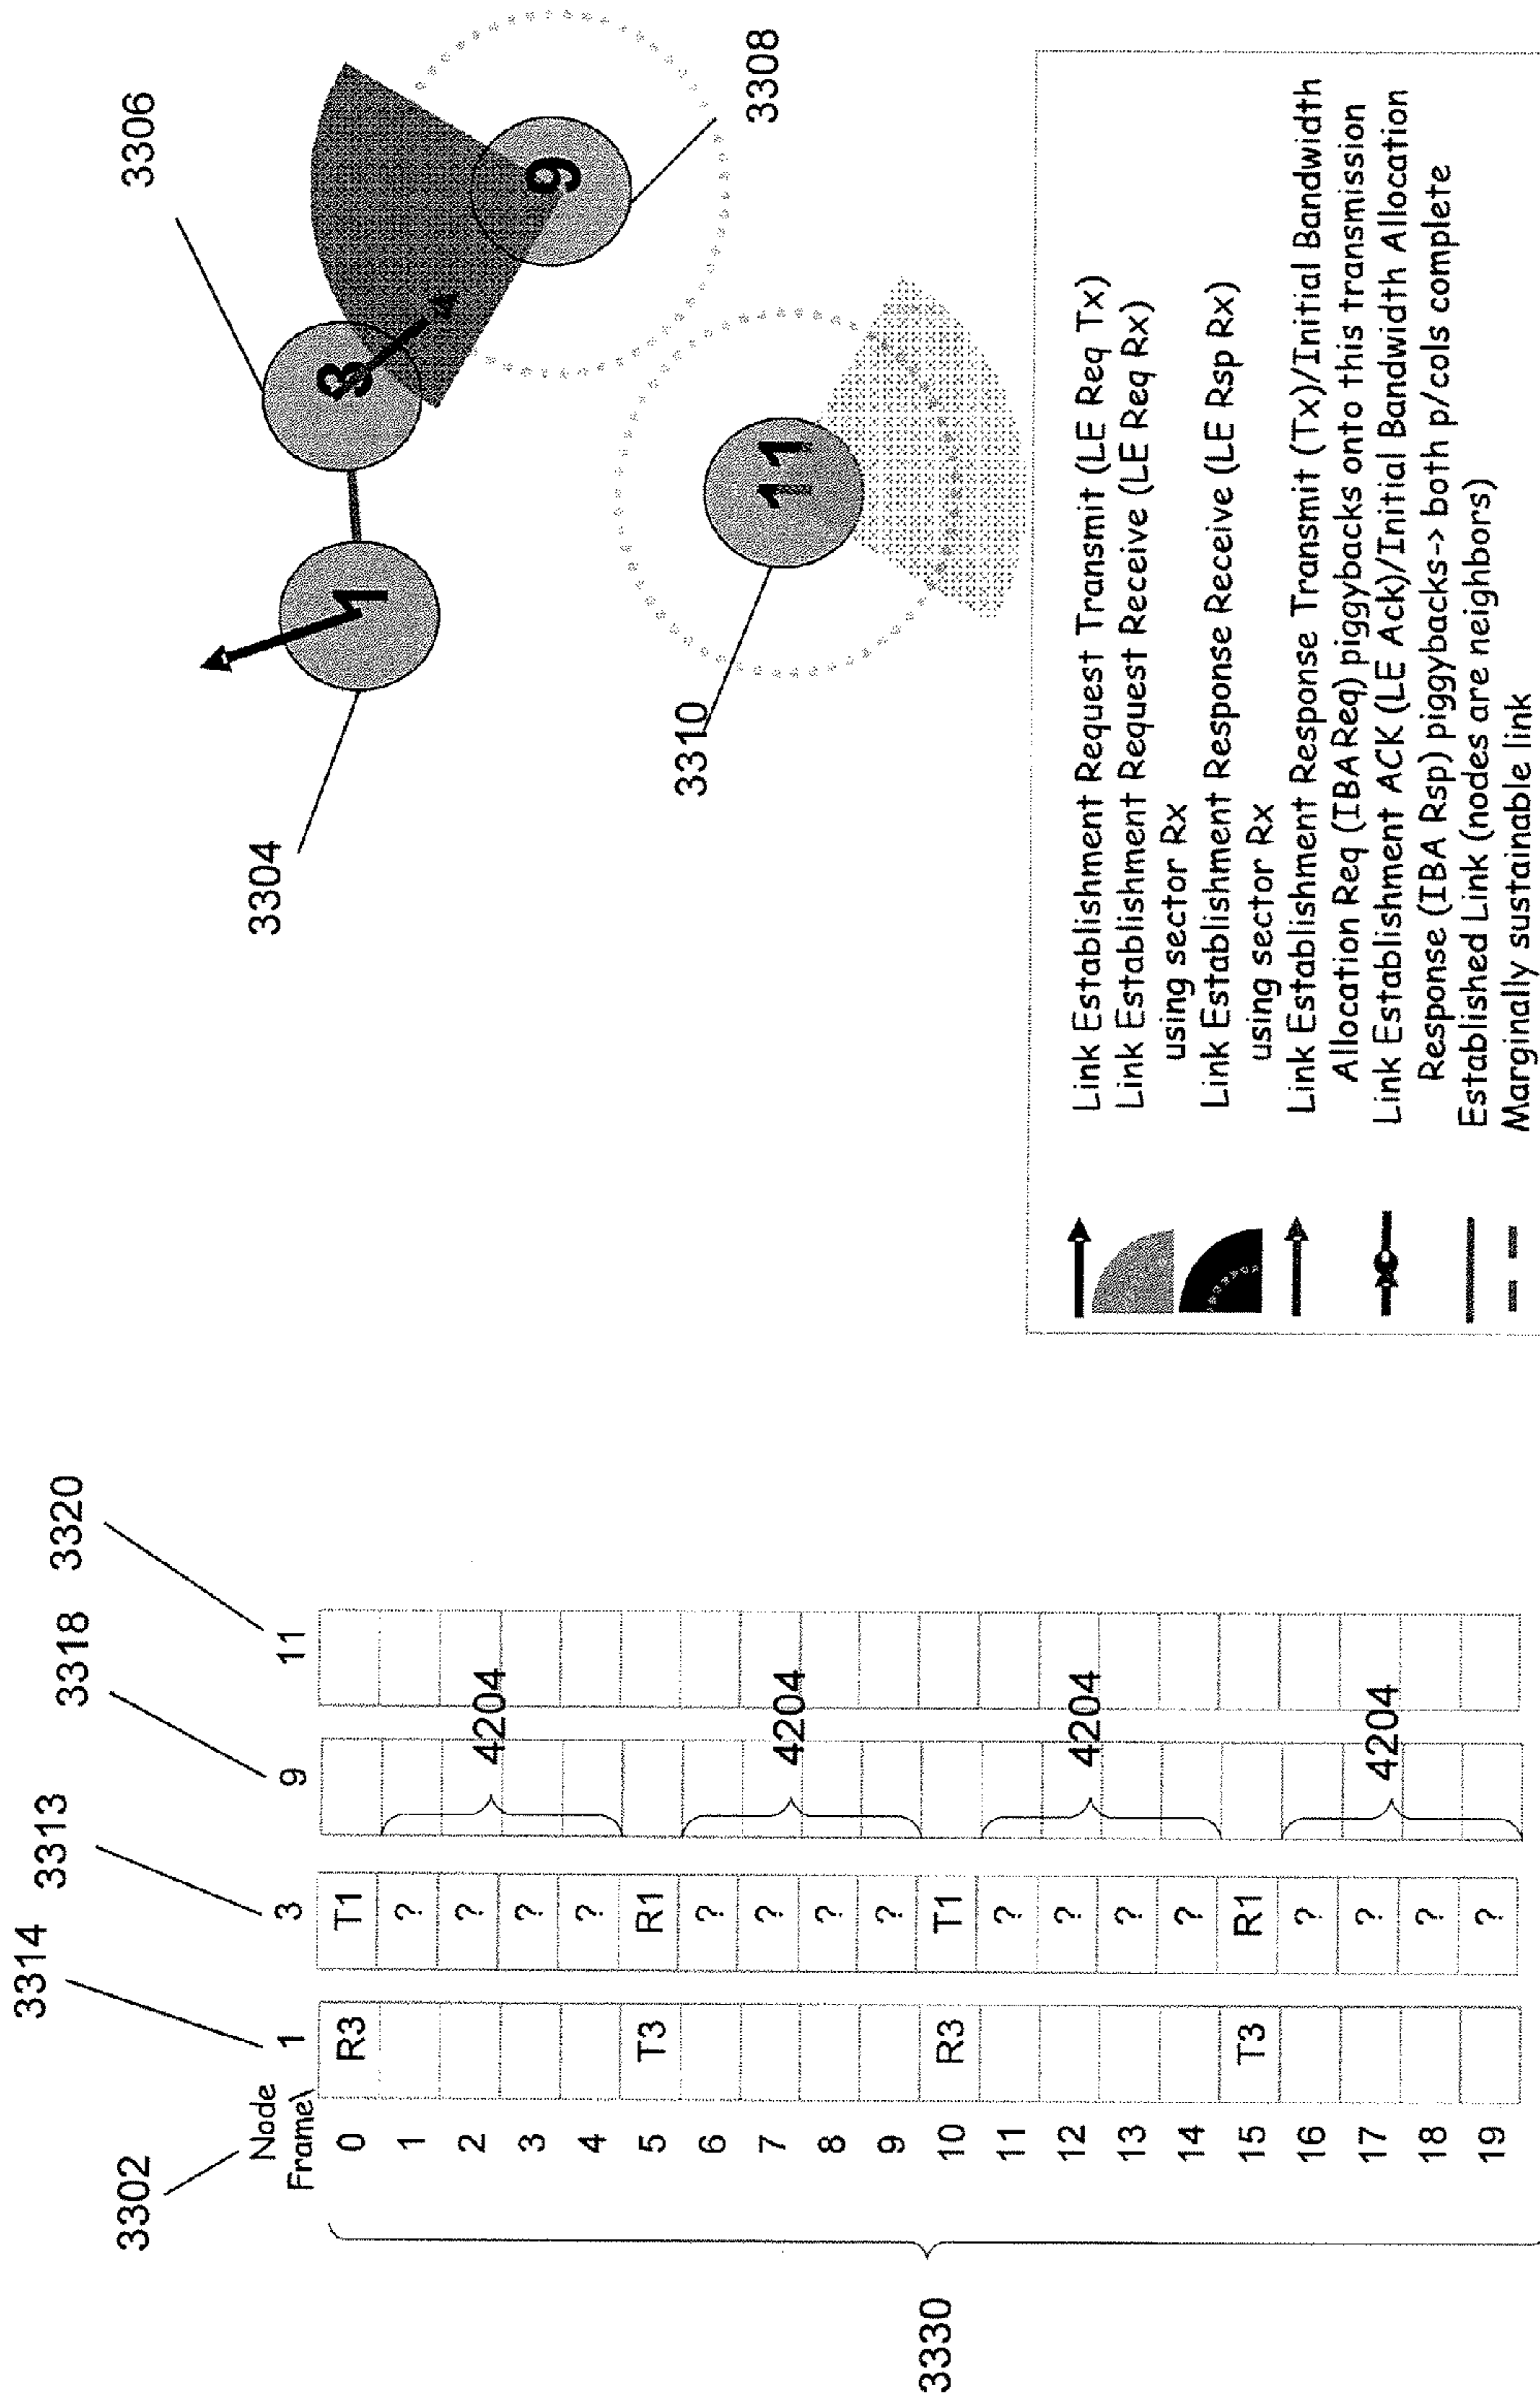 3302
3314
3313
3318
3320
Node
Frame\
1
3
9
11
0
R3
T1
1
?
2
?
3
?
4
?
5
T3
R1
6
?
7
?
8
?
9
?
10
R3
T1
11
?
12
?
13
?
14
?
15
T3
R1
16
?
17
?
18
?
19
?
4204
4204
4204
4204
3330
3304
3306
3308
3310
1
3
9
11
Link Establishment Request Transmit (LE Req Tx)
Link Establishment Request Receive (LE Req Rx)
using sector Rx
Link Establishment Response Receive (LE Rsp Rx)
using sector Rx
Link Establishment Response Transmit (Tx)/Initial Bandwidth
Allocation Req (IBA Req) piggybacks onto this transmission
Link Establishment ACK (LE Ack)/Initial Bandwidth Allocation
Response (IBA Rsp) piggybacks-> both p/cols complete
Established Link (nodes are neighbors)
Marginally sustainable link